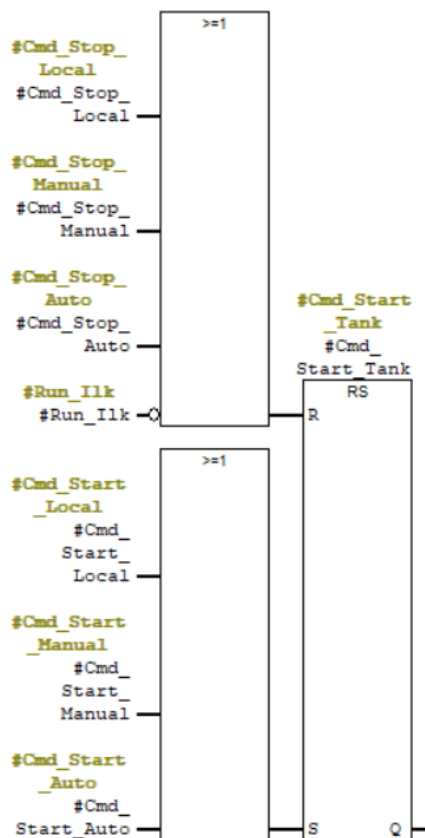 >=1
#Cmd_Stop_
Local
#Cmd_Stop_
Local
#Cmd_Stop_
Manual
#Cmd_Stop_
Manual
#Cmd_Stop_
Auto
#Cmd_Stop_
Auto
#Run_Ilk
#Run_Ilk
#Cmd_Start
_Tank
#Cmd_
Start_Tank
RS
R
>=1
#Cmd_Start
_Local
#Cmd_
Start_
Local
#Cmd_Start
_Manual
#Cmd_
Start_
Manual
#Cmd_Start
_Auto
#Cmd_
Start_Auto
S
Q